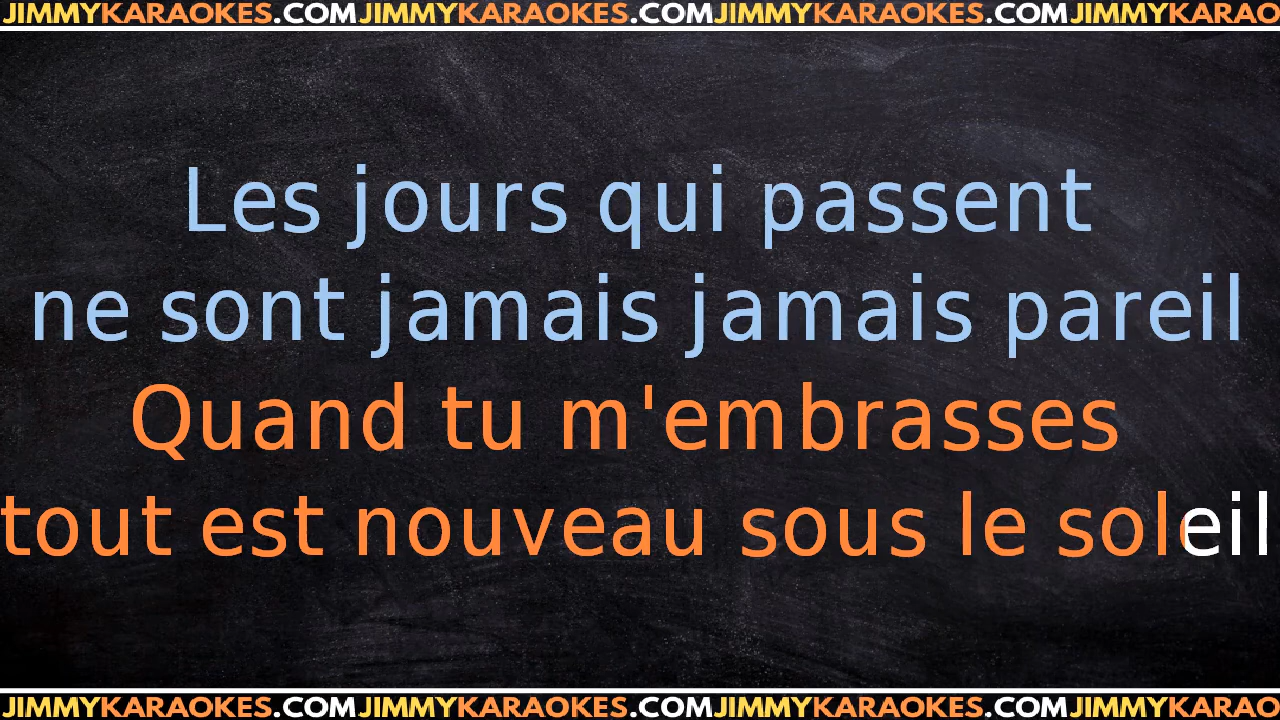 JIMMYKARAOKES.COMJIMMYKARAOKES.COMJIMMYKARAOKES.COMJIMMYKARAO
Les jours qui passent
ne sont jamais jamais pareil
Quand tu m'embrasses
tout est nouveau sous le soleil
JIMMYKARAOKES.COMJIMMYKARAOKES.COMJIMMYKARAOKES.COMJIMMYKARAO